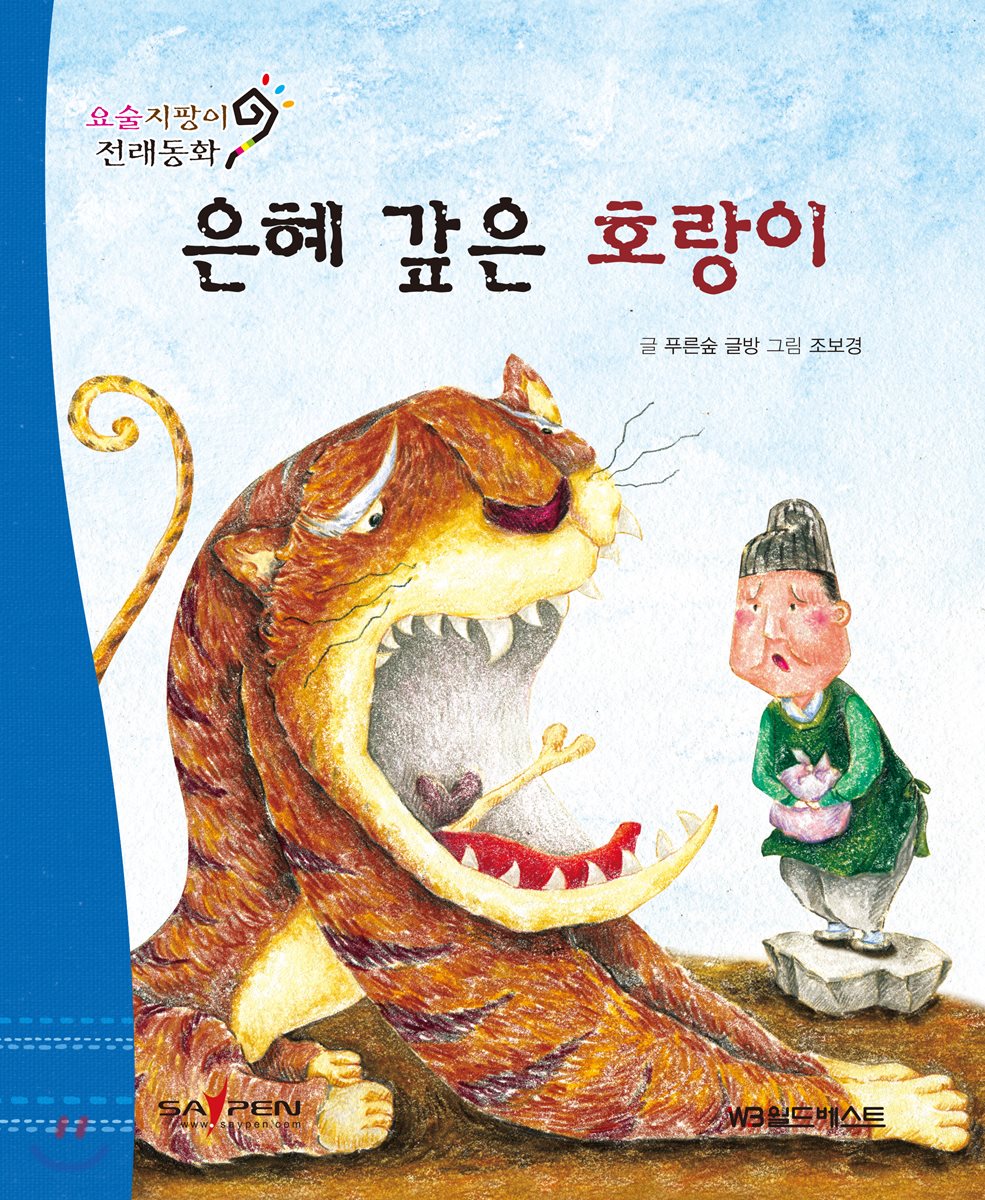 요술지팡이
전래동화
은혜 갚은 호랑이
글 푸른숲 글방 그림 조보경
SAYPEN
www.saypen.com
WB월드베스트